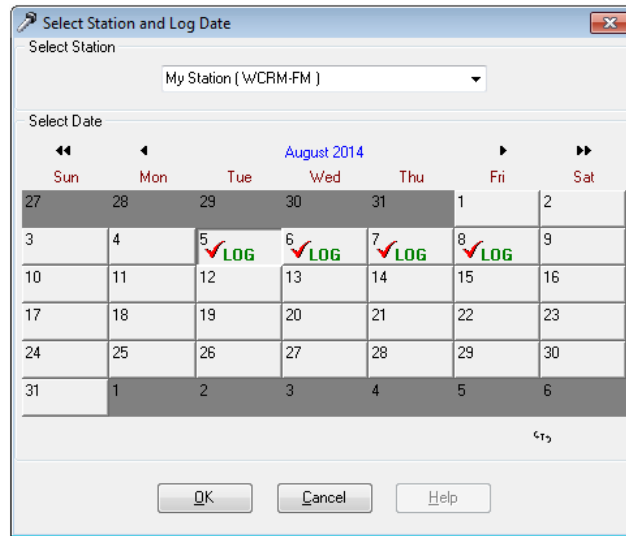 Select Station and Log Date
Select Station
My Station ( WCRM-FM )
Select Date
August 2014
Sun Mon Tue Wed Thu Fri Sat
27 28 29 30 31 1 2
3 4 5 LOG 6 LOG 7 LOG 8 LOG 9
10 11 12 13 14 15 16
17 18 19 20 21 22 23
24 25 26 27 28 29 30
31 1 2 3 4 5 6
OK Cancel Help